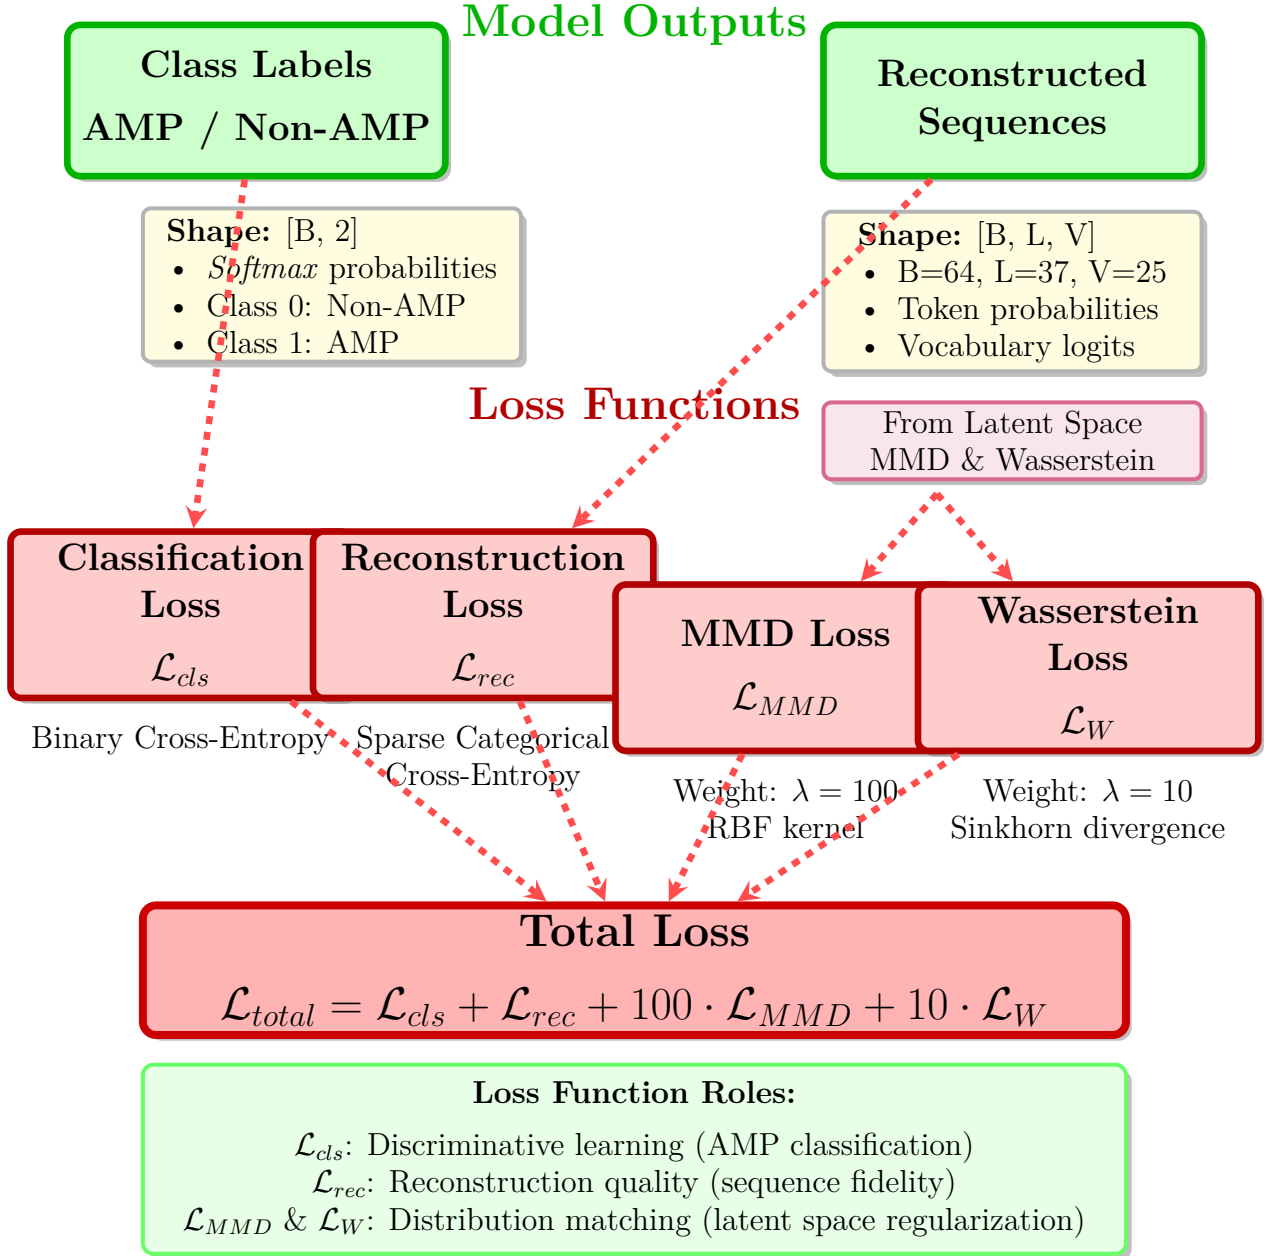 Model Outputs
Class Labels
AMP / Non-AMP
Reconstructed
Sequences
Shape: [B, 2]
• Softmax probabilities
• Class 0: Non-AMP
• Class 1: AMP
Shape: [B, L, V]
• B=64, L=37, V=25
• Token probabilities
• Vocabulary logits
Loss Functions
From Latent Space
MMD & Wasserstein
Classification
Loss
ℒ_cls
Reconstruction
Loss
ℒ_rec
MMD Loss
ℒ_MMD
Wasserstein
Loss
ℒ_W
Binary Cross-Entropy
Sparse Categorical
Cross-Entropy
Weight: λ = 100
RBF kernel
Weight: λ = 10
Sinkhorn divergence
Total Loss
ℒ_total = ℒ_cls + ℒ_rec + 100 · ℒ_MMD + 10 · ℒ_W
Loss Function Roles:
ℒ_cls: Discriminative learning (AMP classification)
ℒ_rec: Reconstruction quality (sequence fidelity)
ℒ_MMD & ℒ_W: Distribution matching (latent space regularization)